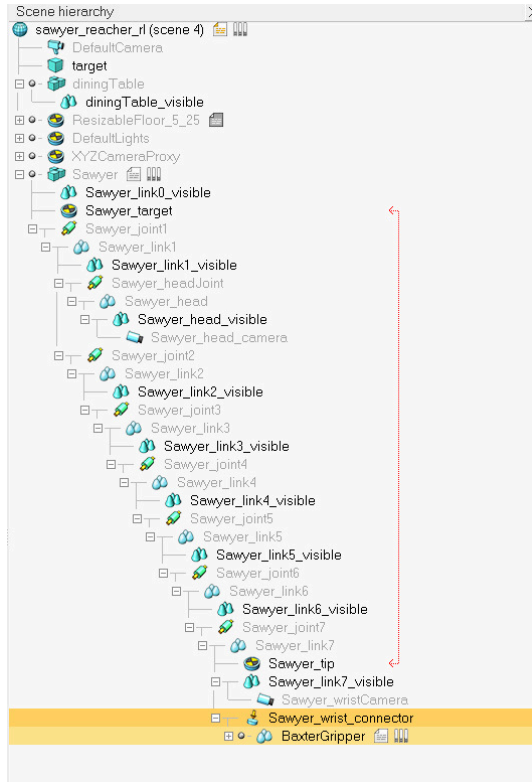 Scene hierarchy
sawyer_reacher_rl (scene 4)
DefaultCamera
target
diningTable
diningTable_visible
ResizableFloor_5_25
DefaultLights
XYZCameraProxy
Sawyer
Sawyer_link0_visible
Sawyer_target
Sawyer_joint1
Sawyer_link1
Sawyer_link1_visible
Sawyer_headJoint
Sawyer_head
Sawyer_head_visible
Sawyer_head_camera
Sawyer_joint2
Sawyer_link2
Sawyer_link2_visible
Sawyer_joint3
Sawyer_link3
Sawyer_link3_visible
Sawyer_joint4
Sawyer_link4
Sawyer_link4_visible
Sawyer_joint5
Sawyer_link5
Sawyer_link5_visible
Sawyer_joint6
Sawyer_link6
Sawyer_link6_visible
Sawyer_joint7
Sawyer_link7
Sawyer_tip
Sawyer_link7_visible
Sawyer_wristCamera
Sawyer_wrist_connector
BaxterGripper